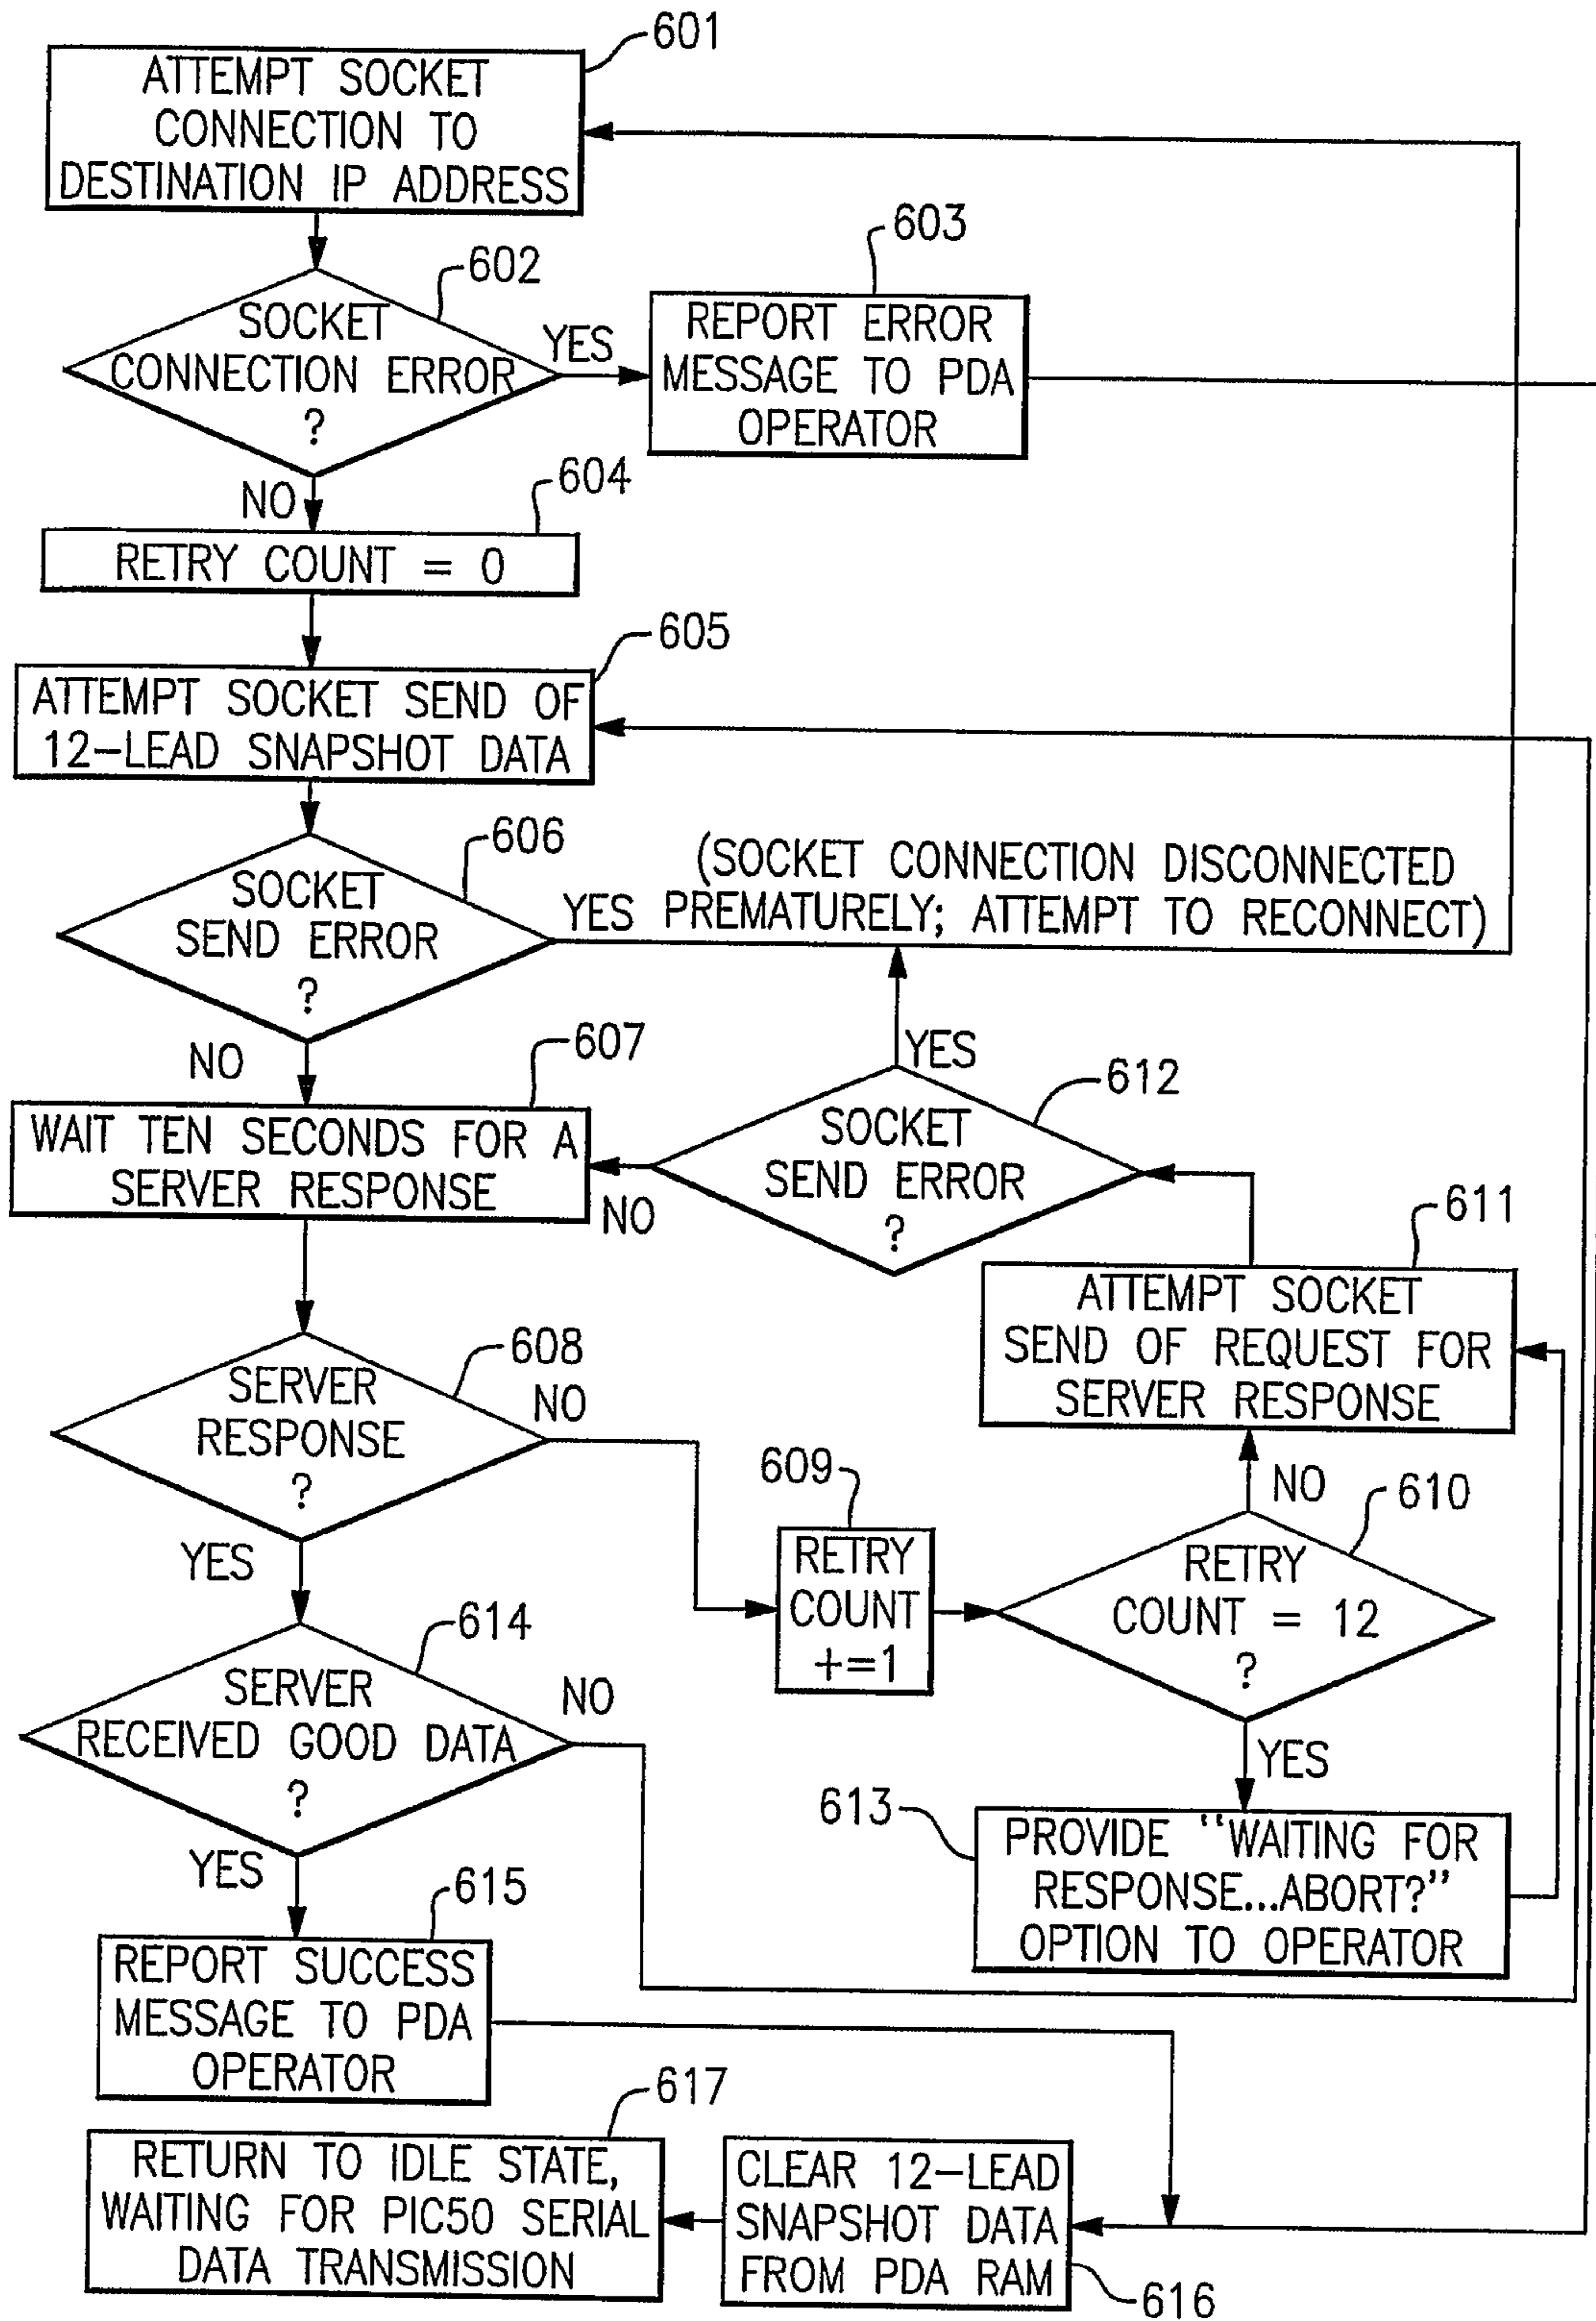 601
ATTEMPT SOCKET
CONNECTION TO
DESTINATION IP ADDRESS
602
SOCKET
CONNECTION ERROR
?
YES
603
REPORT ERROR
MESSAGE TO PDA
OPERATOR
NO
604
RETRY COUNT = 0
605
ATTEMPT SOCKET SEND OF
12-LEAD SNAPSHOT DATA
606
SOCKET
SEND ERROR
?
(SOCKET CONNECTION DISCONNECTED
YES PREMATURELY; ATTEMPT TO RECONNECT)
NO
607
WAIT TEN SECONDS FOR A
SERVER RESPONSE
YES
612
SOCKET
SEND ERROR
?
NO
611
ATTEMPT SOCKET
SEND OF REQUEST FOR
SERVER RESPONSE
608
SERVER
RESPONSE
?
NO
609
RETRY
COUNT
+=1
NO
610
RETRY
COUNT = 12
?
YES
YES
614
SERVER
RECEIVED GOOD DATA
?
NO
613
PROVIDE "WAITING FOR
RESPONSE...ABORT?"
OPTION TO OPERATOR
YES
615
REPORT SUCCESS
MESSAGE TO PDA
OPERATOR
617
RETURN TO IDLE STATE,
WAITING FOR PIC50 SERIAL
DATA TRANSMISSION
CLEAR 12-LEAD
SNAPSHOT DATA
FROM PDA RAM
616